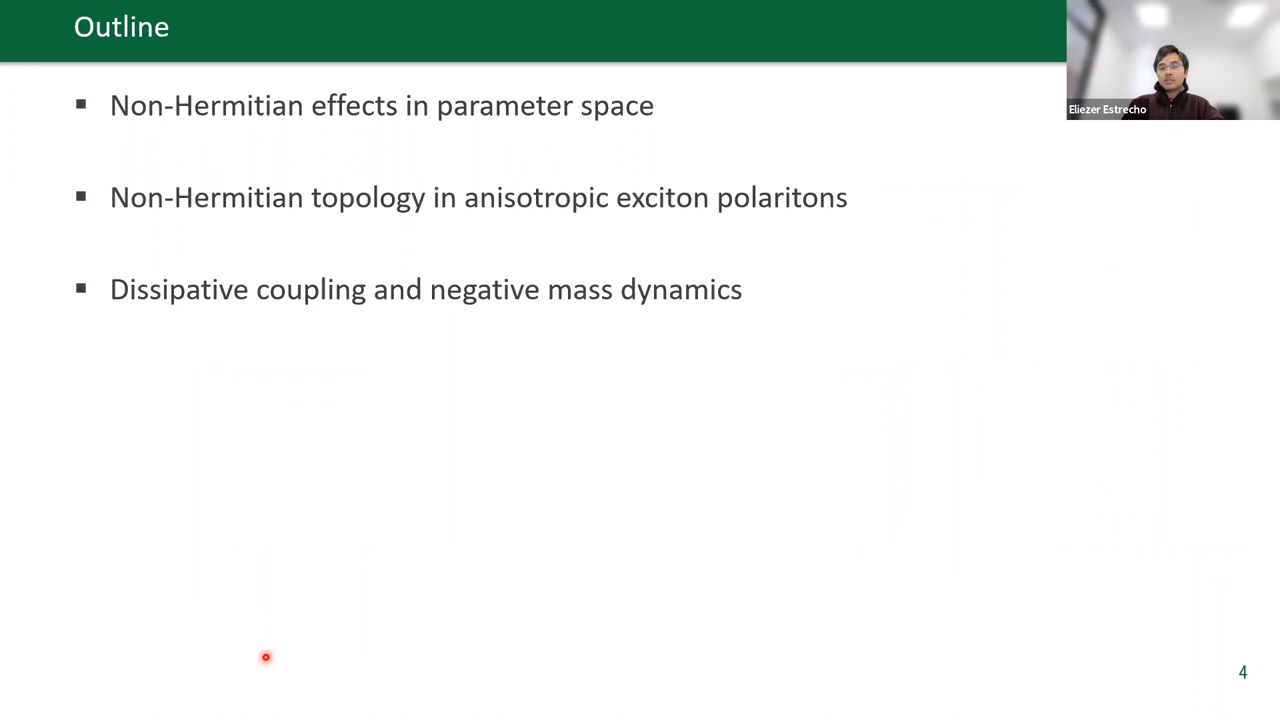 Outline
Eliezer Estrecho
▪ Non-Hermitian effects in parameter space
▪ Non-Hermitian topology in anisotropic exciton polaritons
▪ Dissipative coupling and negative mass dynamics
4